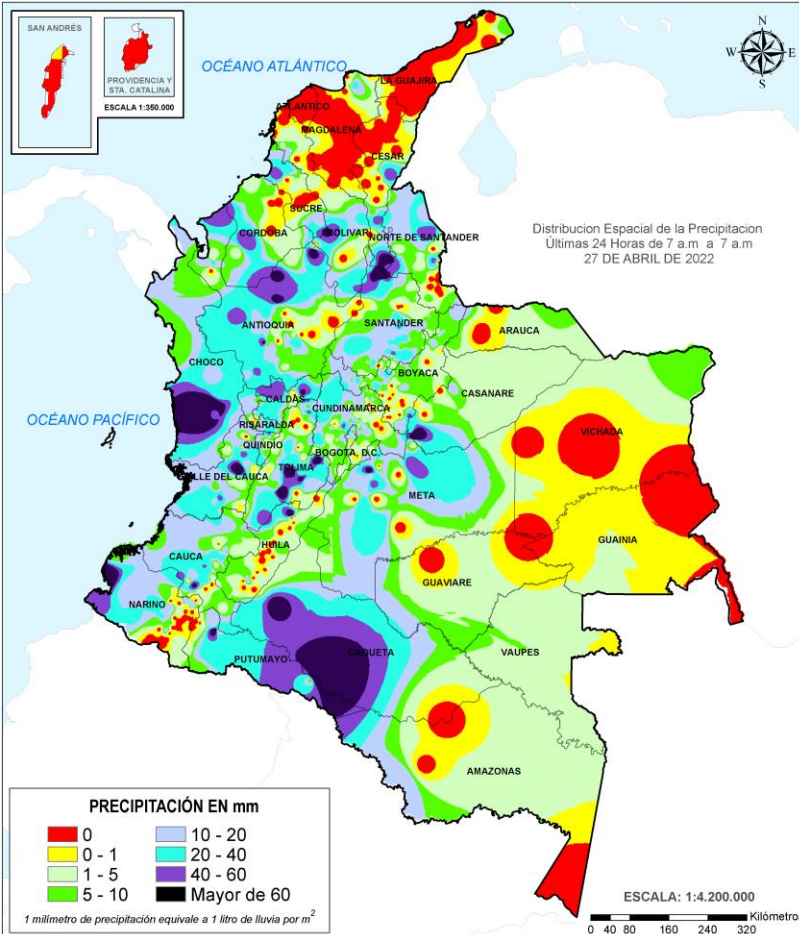 SAN ANDRÉS
PROVIDENCIA Y
STA. CATALINA
ESCALA 1:350.000
OCÉANO ATLÁNTICO
N
W E
S
LA GUAJIRA
ATLANTICO
MAGDALENA
CESAR
SUCRE
CORDOBA
BOLIVAR
NORTE DE SANTANDER
Distribucion Espacial de la Precipitacion
Últimas 24 Horas de 7 a.m a 7 a.m
27 DE ABRIL DE 2022
ANTIOQUIA
SANTANDER
ARAUCA
CHOCO
BOYACA
CASANARE
CALDAS
CUNDINAMARCA
OCÉANO PACÍFICO
RISARALDA
VICHADA
QUINDIO
BOGOTA, D.C.
TOLIMA
VALLE DEL CAUCA
META
GUAINIA
HUILA
CAUCA
GUAVIARE
NARINO
PUTUMAYO
CAQUETA
VAUPES
AMAZONAS
PRECIPITACIÓN EN mm
0 10 - 20
0 - 1 20 - 40
1 - 5 40 - 60
5 - 10 Mayor de 60
1 milímetro de precipitación equivale a 1 litro de lluvia por m2
ESCALA: 1:4.200.000
Kilómetros
0 40 80 160 240 320